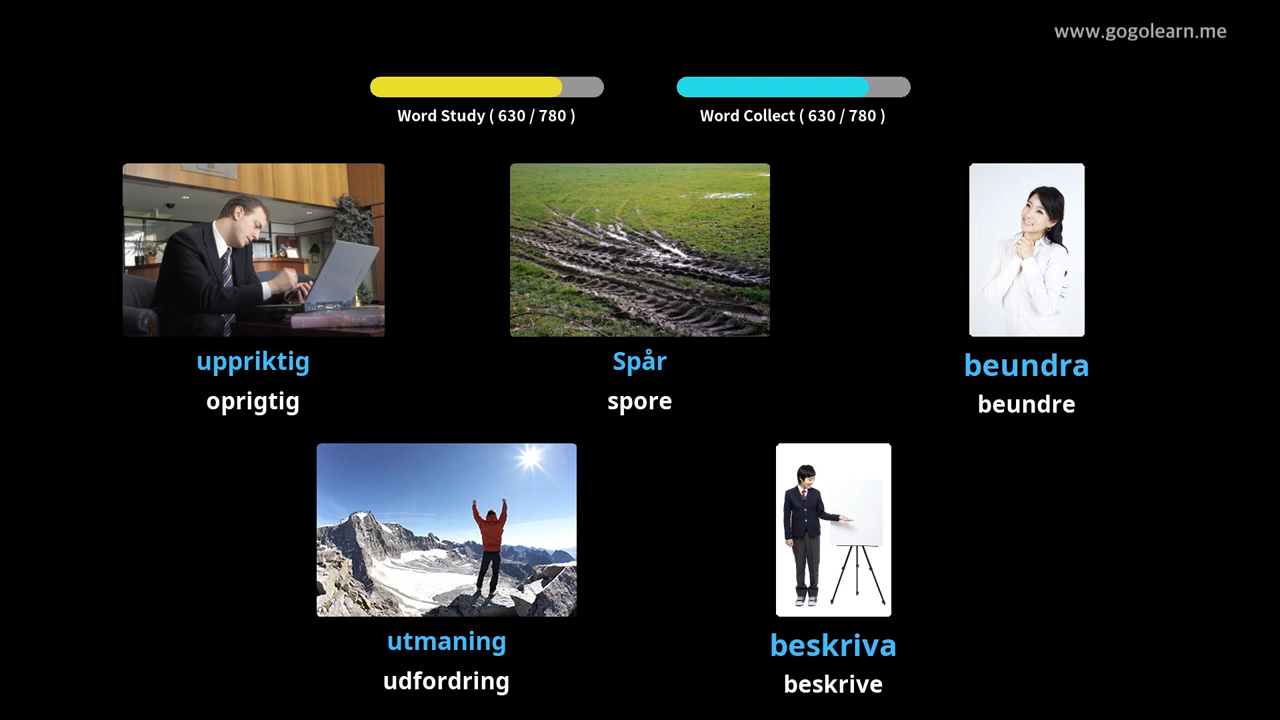 www.gogolearn.me
Word Study ( 630 / 780 )
Word Collect ( 630 / 780 )
uppriktig
oprigtig
Spår
spore
beundra
beundre
utmaning
udfordring
beskriva
beskrive